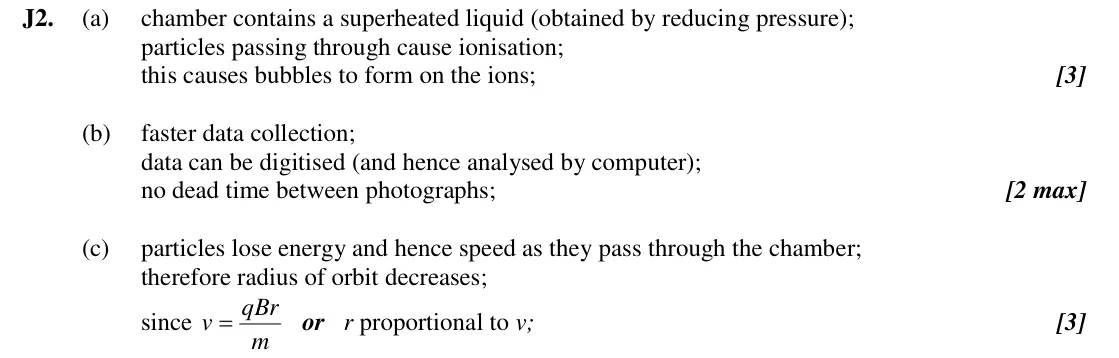 J2. (a) chamber contains a superheated liquid (obtained by reducing pressure);
particles passing through cause ionisation;
this causes bubbles to form on the ions; [3]
(b) faster data collection;
data can be digitised (and hence analysed by computer);
no dead time between photographs; [2 max]
(c) particles lose energy and hence speed as they pass through the chamber;
therefore radius of orbit decreases;
since v = qBr/m or r proportional to v; [3]